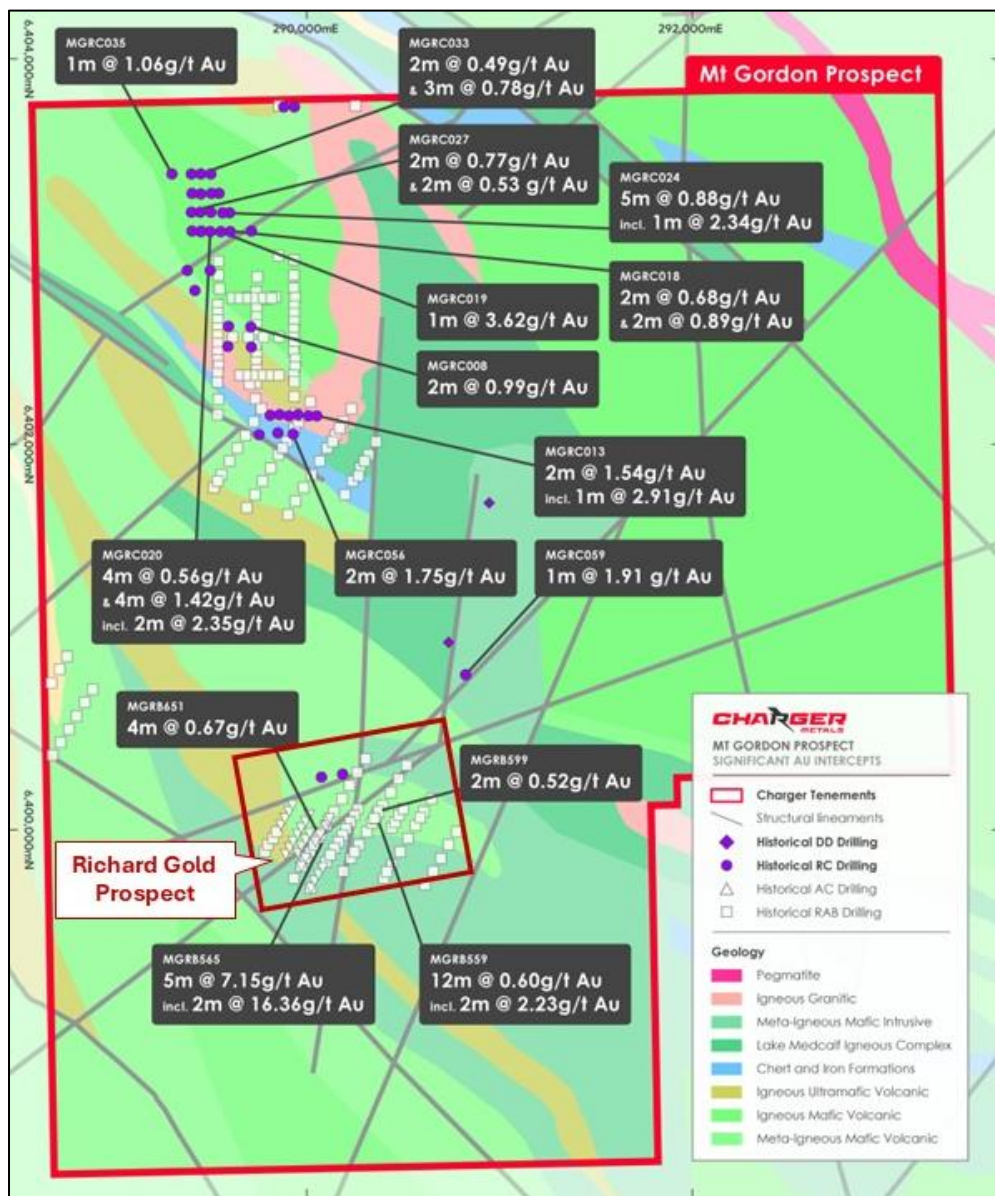 290,000mE
292,000mE
6,404,000mN
MGRC035
1m @ 1.06g/t Au
MGRC033
2m @ 0.49g/t Au
& 3m @ 0.78g/t Au
Mt Gordon Prospect
MGRC027
2m @ 0.77g/t Au
& 2m @ 0.53 g/t Au
MGRC024
5m @ 0.88g/t Au
incl. 1m @ 2.34g/t Au
MGRC018
2m @ 0.68g/t Au
& 2m @ 0.89g/t Au
MGRC019
1m @ 3.62g/t Au
MGRC008
2m @ 0.99g/t Au
6,402,000mN
MGRC013
2m @ 1.54g/t Au
incl. 1m @ 2.91g/t Au
MGRC020
4m @ 0.56g/t Au
& 4m @ 1.42g/t Au
incl. 2m @ 2.35g/t Au
MGRC056
2m @ 1.75g/t Au
MGRC059
1m @ 1.91 g/t Au
MGRB651
4m @ 0.67g/t Au
MGRB599
2m @ 0.52g/t Au
6,400,000mN
Richard Gold
Prospect
MGRB565
5m @ 7.15g/t Au
incl. 2m @ 16.36g/t Au
MGRB559
12m @ 0.60g/t Au
incl. 2m @ 2.23g/t Au
CHARGER
METALS
MT GORDON PROSPECT
SIGNIFICANT AU INTERCEPTS
Charger Tenements
Structural lineaments
Historical DD Drilling
Historical RC Drilling
Historical AC Drilling
Historical RAB Drilling
Geology
Pegmatite
Igneous Granitic
Meta-Igneous Mafic Intrusive
Lake Medcalf Igneous Complex
Chert and Iron Formations
Igneous Ultramafic Volcanic
Igneous Mafic Volcanic
Meta-Igneous Mafic Volcanic